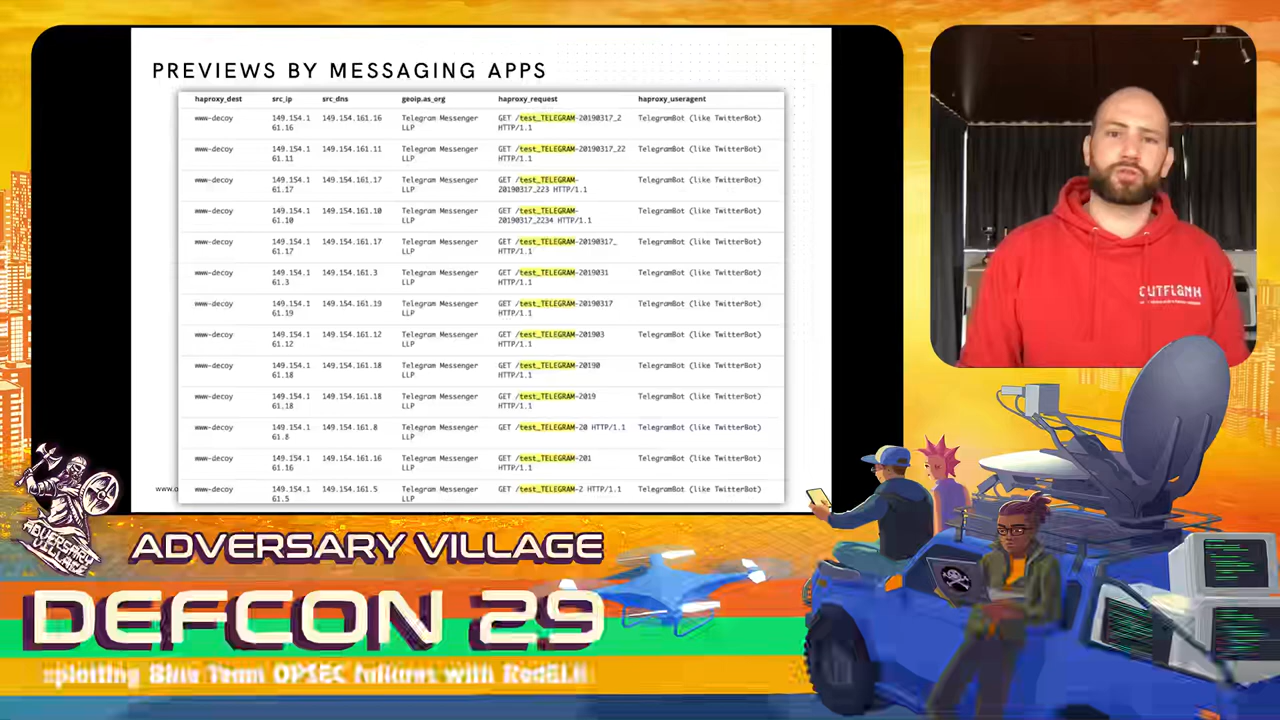 PREVIEWS BY MESSAGING APPS
haproxy_dest src_ip src_dns geoip.as_org haproxy_request haproxy_useragent
www-decoy 149.154.1 149.154.161.16 Telegram Messenger GET /test_TELEGRAM-20190317_2 TelegramBot (like TwitterBot)
61.16 LLP HTTP/1.1
www-decoy 149.154.1 149.154.161.11 Telegram Messenger GET /test_TELEGRAM-20190317_22 TelegramBot (like TwitterBot)
61.11 LLP HTTP/1.1
www-decoy 149.154.1 149.154.161.17 Telegram Messenger GET /test_TELEGRAM- TelegramBot (like TwitterBot)
61.17 LLP 20190317_223 HTTP/1.1
www-decoy 149.154.1 149.154.161.10 Telegram Messenger GET /test_TELEGRAM- TelegramBot (like TwitterBot)
61.10 LLP 20190317_2234 HTTP/1.1
www-decoy 149.154.1 149.154.161.17 Telegram Messenger GET /test_TELEGRAM-20190317_ TelegramBot (like TwitterBot)
61.17 LLP HTTP/1.1
www-decoy 149.154.1 149.154.161.3 Telegram Messenger GET /test_TELEGRAM-2019031 TelegramBot (like TwitterBot)
61.3 LLP HTTP/1.1
www-decoy 149.154.1 149.154.161.19 Telegram Messenger GET /test_TELEGRAM-20190317 TelegramBot (like TwitterBot)
61.19 LLP HTTP/1.1
www-decoy 149.154.1 149.154.161.12 Telegram Messenger GET /test_TELEGRAM-201903 TelegramBot (like TwitterBot)
61.12 LLP HTTP/1.1
www-decoy 149.154.1 149.154.161.18 Telegram Messenger GET /test_TELEGRAM-20190 TelegramBot (like TwitterBot)
61.18 LLP HTTP/1.1
www-decoy 149.154.1 149.154.161.18 Telegram Messenger GET /test_TELEGRAM-2019 TelegramBot (like TwitterBot)
61.18 LLP HTTP/1.1
www-decoy 149.154.1 149.154.161.8 Telegram Messenger GET /test_TELEGRAM-20 HTTP/1.1 TelegramBot (like TwitterBot)
61.8 LLP
www-decoy 149.154.1 149.154.161.16 Telegram Messenger GET /test_TELEGRAM-201 TelegramBot (like TwitterBot)
61.16 LLP HTTP/1.1
www-decoy 149.154.1 149.154.161.5 Telegram Messenger GET /test_TELEGRAM-2 HTTP/1.1 TelegramBot (like TwitterBot)
61.5 LLP
www.o
OUTFLANK
ADVERSARY VILLAGE
ADVERSARY VILLAGE
DEFCON 29
xploiting Blue Team OPSEC failures with RedELK